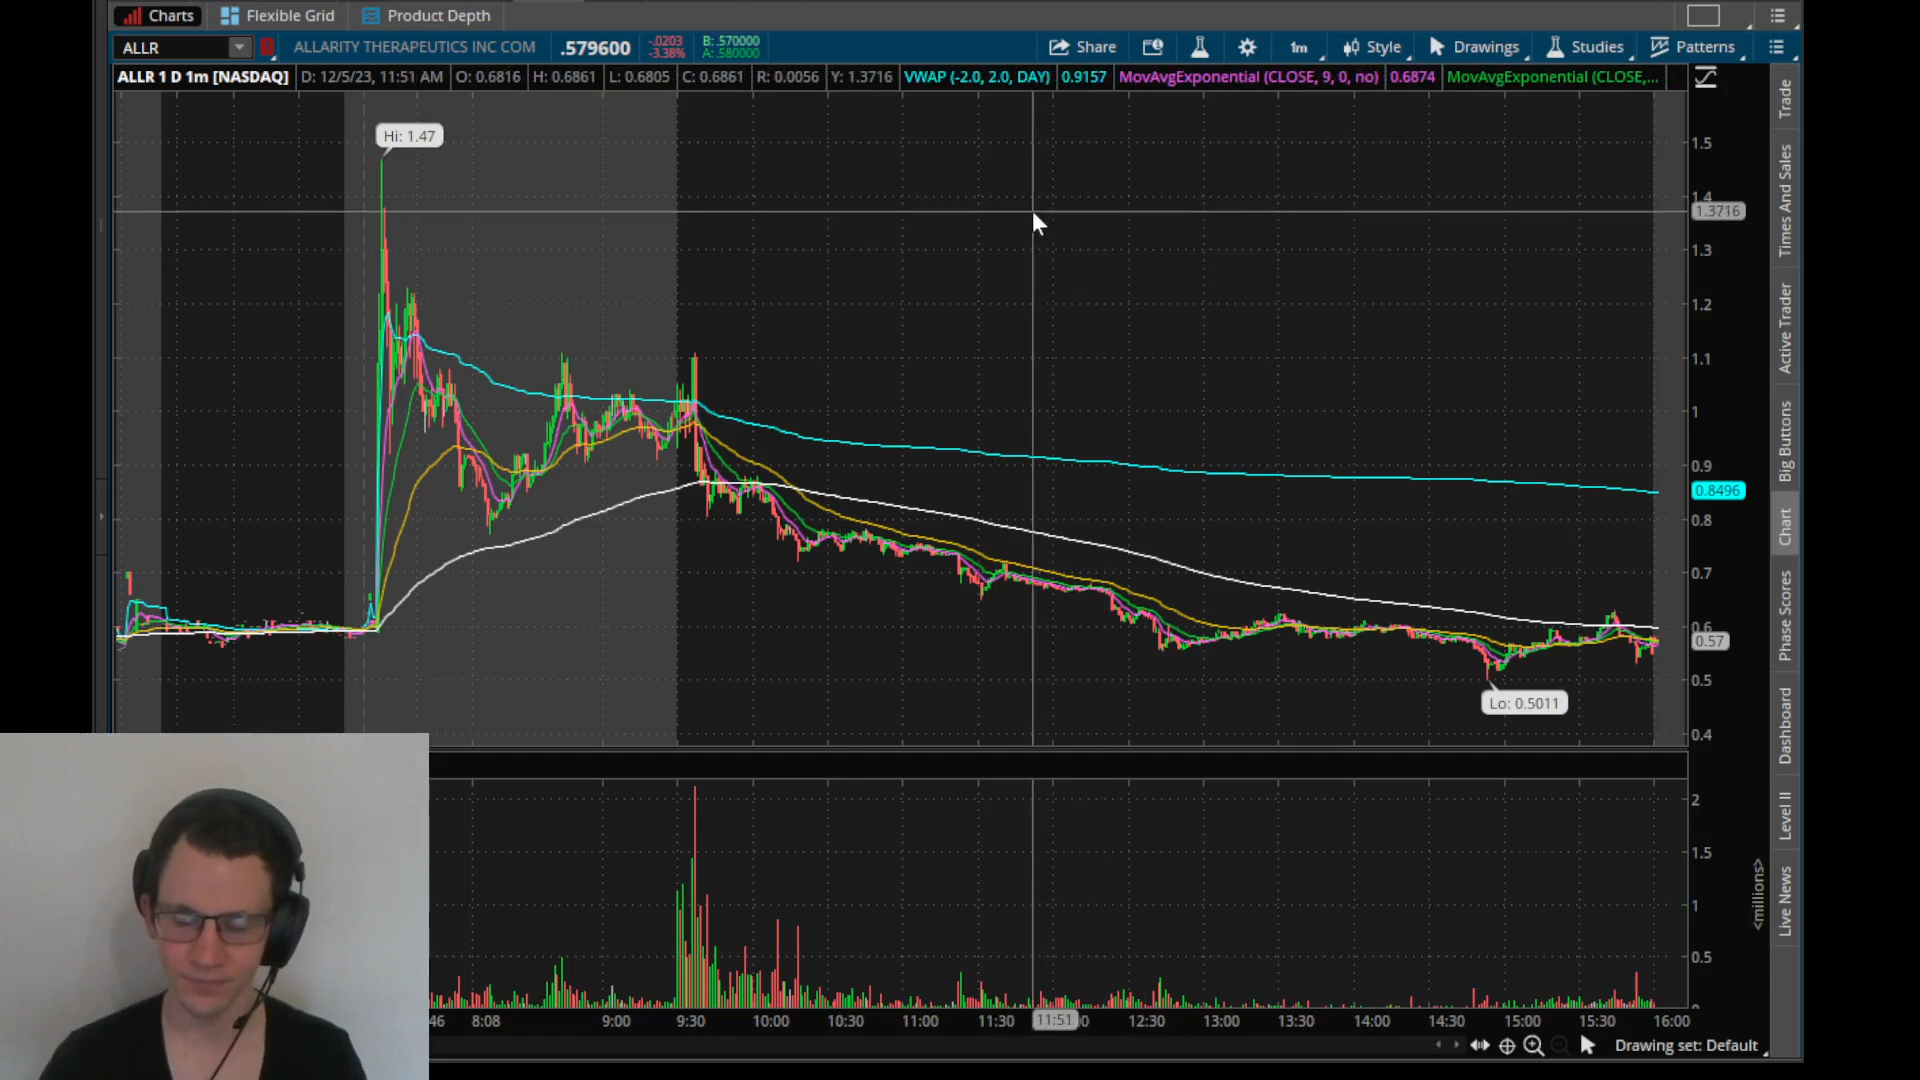 Charts Flexible Grid Product Depth
ALLR ALLARITY THERAPEUTICS INC COM .579600 -.0203 -3.38% B: .570000 A: .580000 Share 1m Style Drawings Studies Patterns
ALLR 1 D 1m [NASDAQ] D: 12/5/23, 11:51 AM O: 0.6816 H: 0.6861 L: 0.6805 C: 0.6861 R: 0.0056 Y: 1.3716 VWAP (-2.0, 2.0, DAY) 0.9157 MovAvgExponential (CLOSE, 9, 0, no) 0.6874 MovAvgExponential (CLOSE,...
Hi: 1.47
1.5
1.4
1.3716
1.3
1.2
1.1
1
0.9
0.8496
0.8
0.7
0.6
0.57
0.5
Lo: 0.5011
0.4
2
1.5
1
0.5
0
<millions>
46 8:08 9:00 9:30 10:00 10:30 11:00 11:30 11:51 0 12:30 13:00 13:30 14:00 14:30 15:00 15:30 16:00
Drawing set: Default
Trade
Times And Sales
Active Trader
Big Buttons
Chart
Phase Scores
Dashboard
Level II
Live News